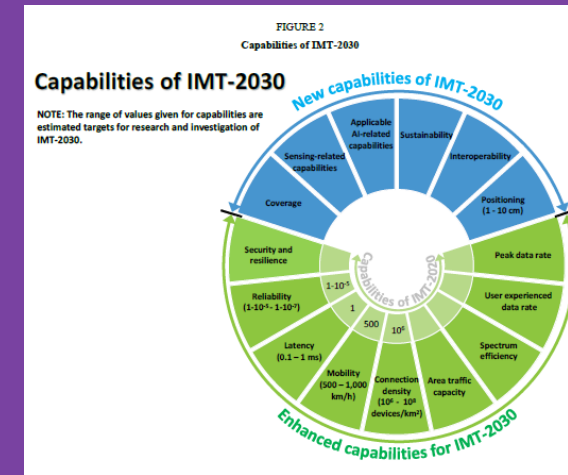 FIGURE 2
Capabilities of IMT-2030
Capabilities of IMT-2030
NOTE: The range of values given for capabilities are
estimated targets for research and investigation of
IMT-2030.
New capabilities of IMT-2030
Coverage
Sensing-related
capabilities
Applicable
AI-related
capabilities
Sustainability
Interoperability
Positioning
(1 - 10 cm)
Security and
resilience
Reliability
(1-10⁻⁵ - 1-10⁻⁷)
Latency
(0.1 – 1 ms)
Mobility
(500 – 1,000
km/h)
Connection
density
(10⁶ - 10⁸
devices/km²)
Area traffic
capacity
Spectrum
efficiency
User experienced
data rate
Peak data rate
1-10⁻⁵
1
500
10⁶
Capabilities of IMT-2020
Enhanced capabilities for IMT-2030